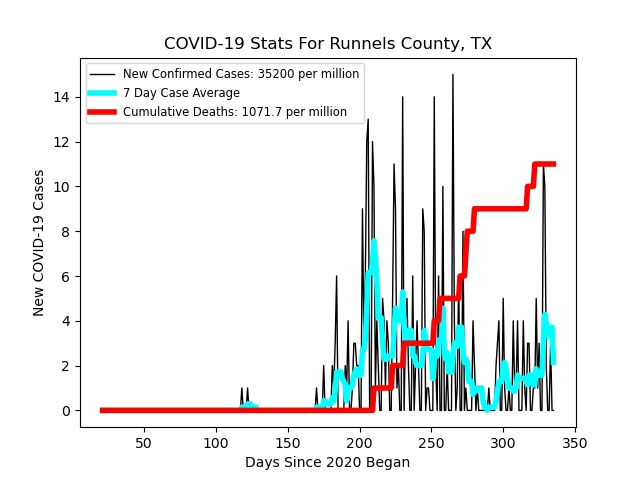 COVID-19 Stats For Runnels County, TX
New Confirmed Cases: 35200 per million
7 Day Case Average
Cumulative Deaths: 1071.7 per million
New COVID-19 Cases
14
12
10
8
6
4
2
0
50 100 150 200 250 300 350
Days Since 2020 Began